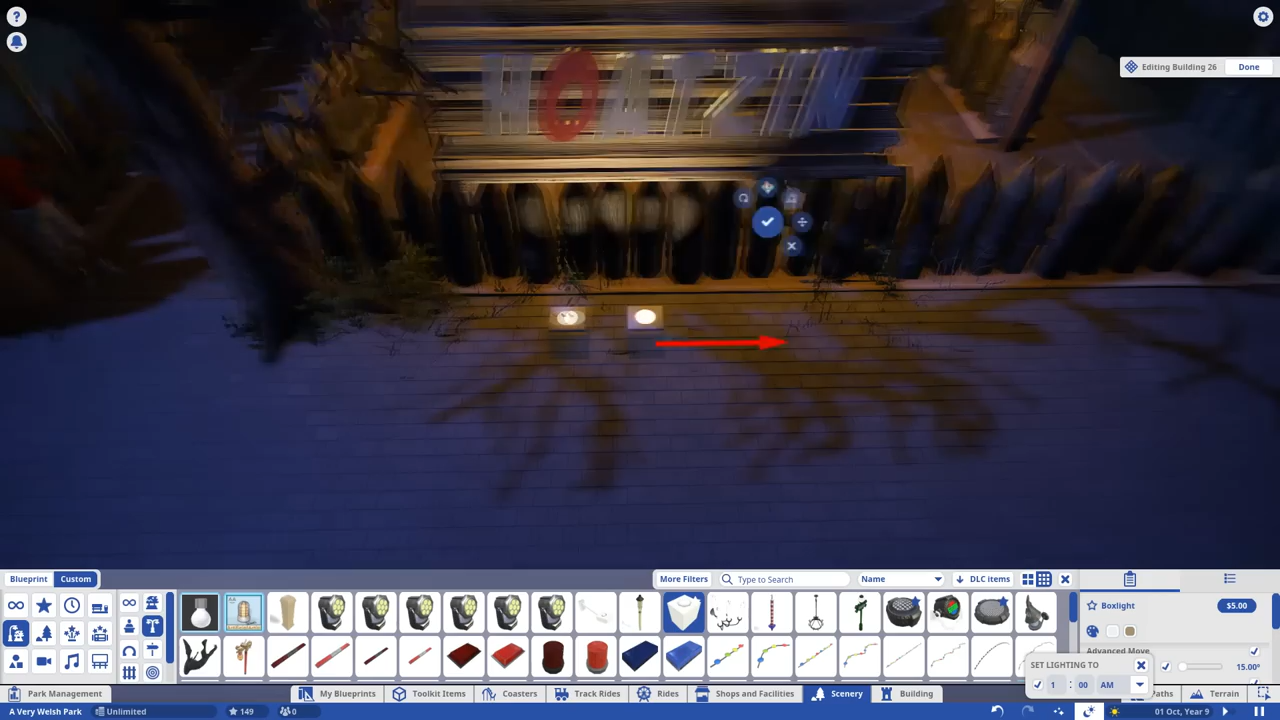 Editing Building 26
Done
Blueprint
Custom
More Filters
Type to Search
Name
DLC items
Boxlight
$5.00
Advanced Move
15.00°
SET LIGHTING TO
1 : 00 AM
Park Management
My Blueprints
Toolkit Items
Coasters
Track Rides
Rides
Shops and Facilities
Scenery
Building
Paths
Terrain
A Very Welsh Park
Unlimited
149
0
01 Oct, Year 9